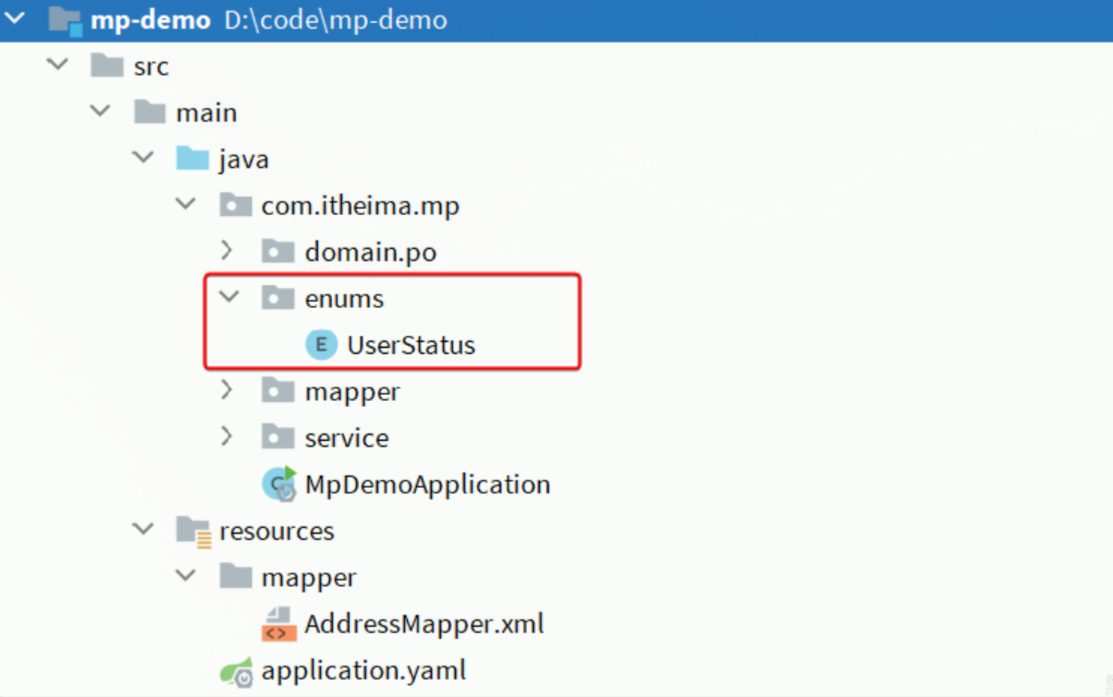 mp-demo D:\code\mp-demo
src
main
java
com.itheima.mp
domain.po
enums
E UserStatus
mapper
service
C MpDemoApplication
resources
mapper
<> AddressMapper.xml
application.yaml